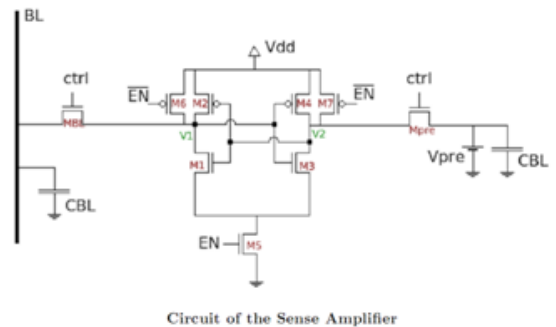 BL
Vdd
ctrl
ctrl
EN
M6
M2
M4
M7
EN
MBL
V1
V2
Mpre
M1
M3
Vpre
CBL
CBL
EN
M5
Circuit of the Sense Amplifier